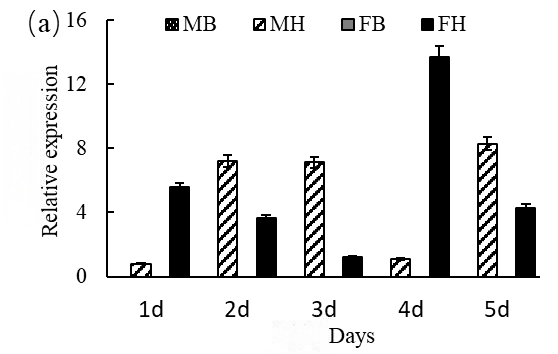 (a)
16
MB MH FB FH
12
8
4
0
Relative expression
1d 2d 3d 4d 5d
Days